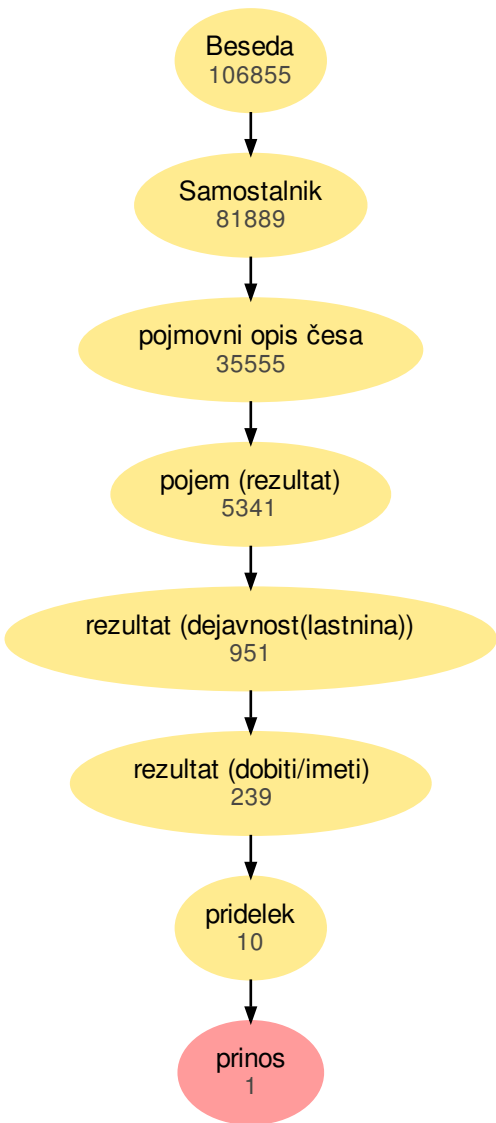 Beseda
106855
Samostalnik
81889
pojmovni opis česa
35555
pojem (rezultat)
5341
rezultat (dejavnost(lastnina))
951
rezultat (dobiti/imeti)
239
pridelek
10
prinos
1